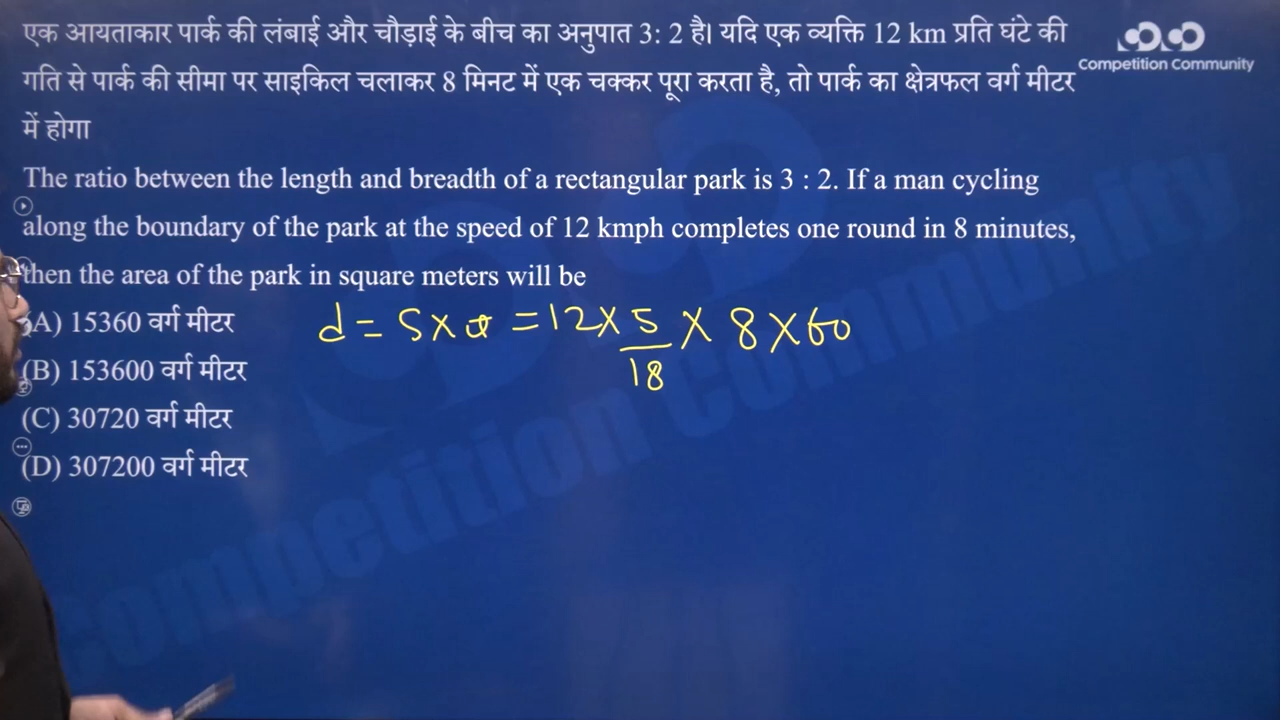 एक आयताकार पार्क की लंबाई और चौड़ाई के बीच का अनुपात 3: 2 है। यदि एक व्यक्ति 12 km प्रति घंटे की
गति से पार्क की सीमा पर साइकिल चलाकर 8 मिनट में एक चक्कर पूरा करता है, तो पार्क का क्षेत्रफल वर्ग मीटर
में होगा
Competition Community
The ratio between the length and breadth of a rectangular park is 3 : 2. If a man cycling
along the boundary of the park at the speed of 12 kmph completes one round in 8 minutes,
then the area of the park in square meters will be
A) 15360 वर्ग मीटर
(B) 153600 वर्ग मीटर
(C) 30720 वर्ग मीटर
(D) 307200 वर्ग मीटर
d = S × = 12 × 5/18 × 8 × 60
Competition Community